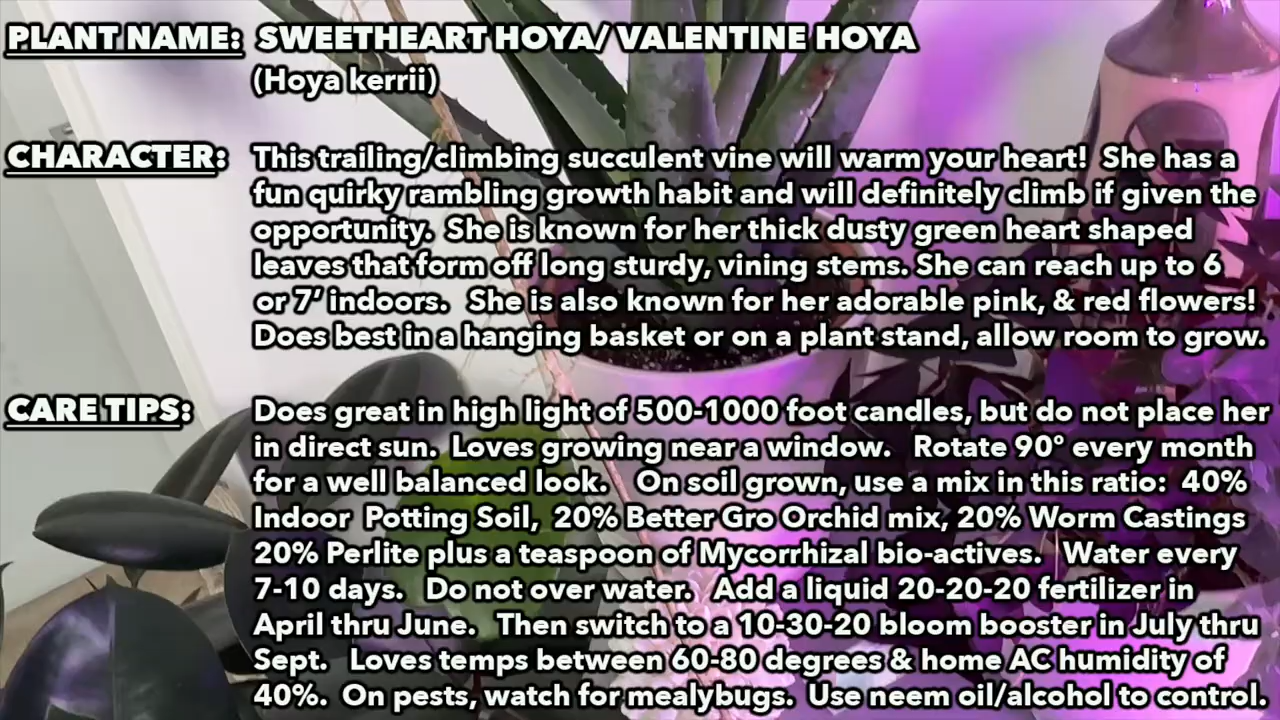 PLANT NAME: SWEETHEART HOYA/ VALENTINE HOYA
(Hoya kerrii)
CHARACTER: This trailing/climbing succulent vine will warm your heart! She has a
fun quirky rambling growth habit and will definitely climb if given the
opportunity. She is known for her thick dusty green heart shaped
leaves that form off long sturdy, vining stems. She can reach up to 6
or 7' indoors. She is also known for her adorable pink, & red flowers!
Does best in a hanging basket or on a plant stand, allow room to grow.
CARE TIPS: Does great in high light of 500-1000 foot candles, but do not place her
in direct sun. Loves growing near a window. Rotate 90º every month
for a well balanced look. On soil grown, use a mix in this ratio: 40%
Indoor Potting Soil, 20% Better Gro Orchid mix, 20% Worm Castings
20% Perlite plus a teaspoon of Mycorrhizal bio-actives. Water every
7-10 days. Do not over water. Add a liquid 20-20-20 fertilizer in
April thru June. Then switch to a 10-30-20 bloom booster in July thru
Sept. Loves temps between 60-80 degrees & home AC humidity of
40%. On pests, watch for mealybugs. Use neem oil/alcohol to control.